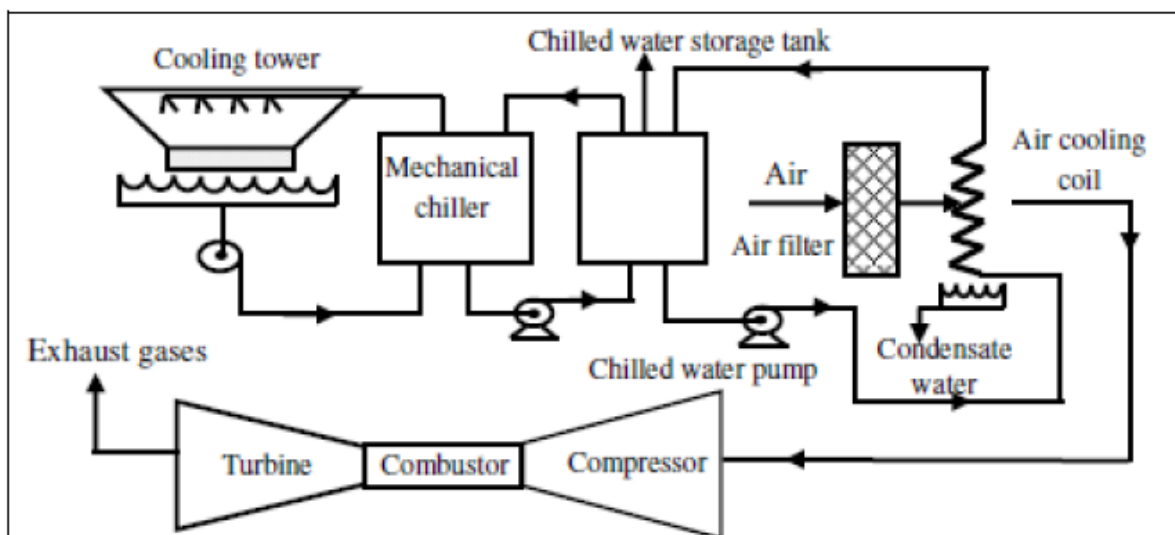 Chilled water storage tank
Cooling tower
Mechanical
chiller
Air cooling
coil
Air
Air filter
Exhaust gases
Chilled water pump
Condensate
water
Turbine
Combustor
Compressor